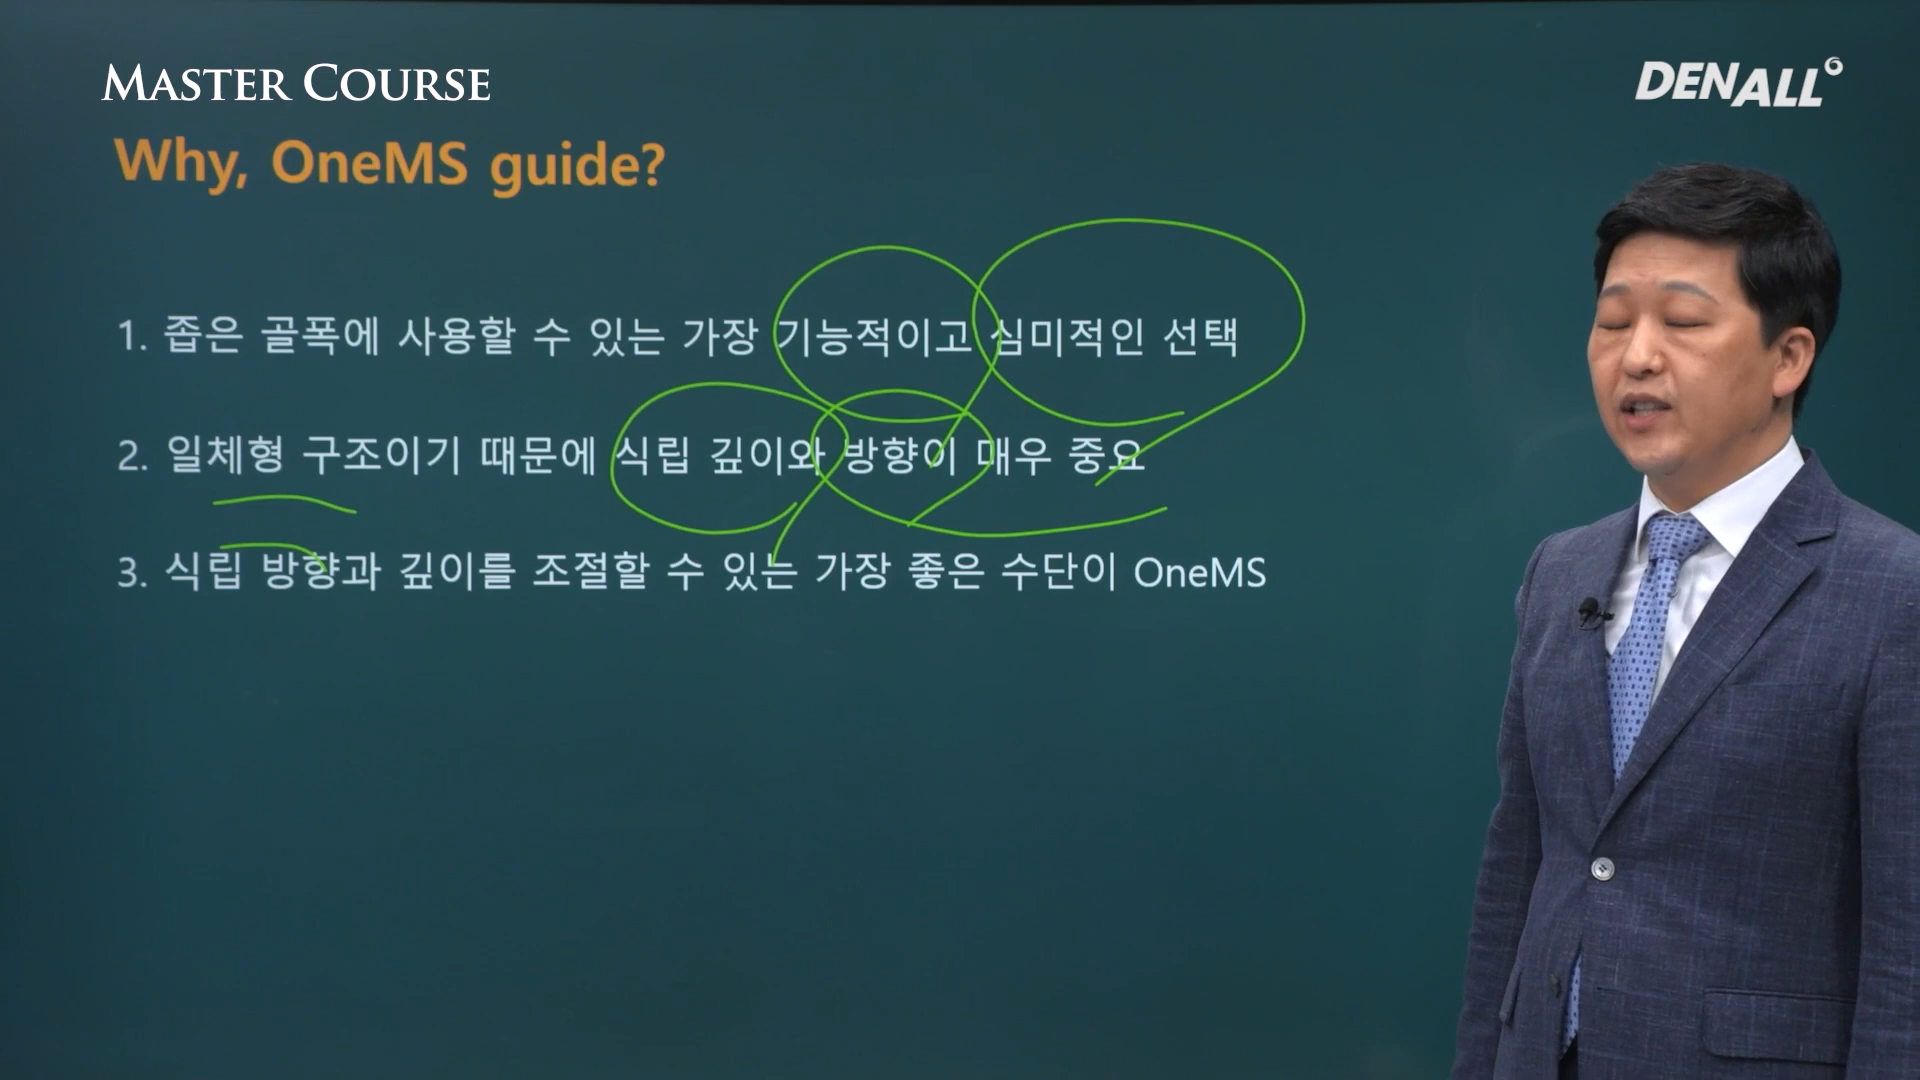 MASTER COURSE
DENALL
Why, OneMS guide?
1. 좁은 골폭에 사용할 수 있는 가장 기능적이고 심미적인 선택
2. 일체형 구조이기 때문에 식립 깊이와 방향이 매우 중요
3. 식립 방향과 깊이를 조절할 수 있는 가장 좋은 수단이 OneMS